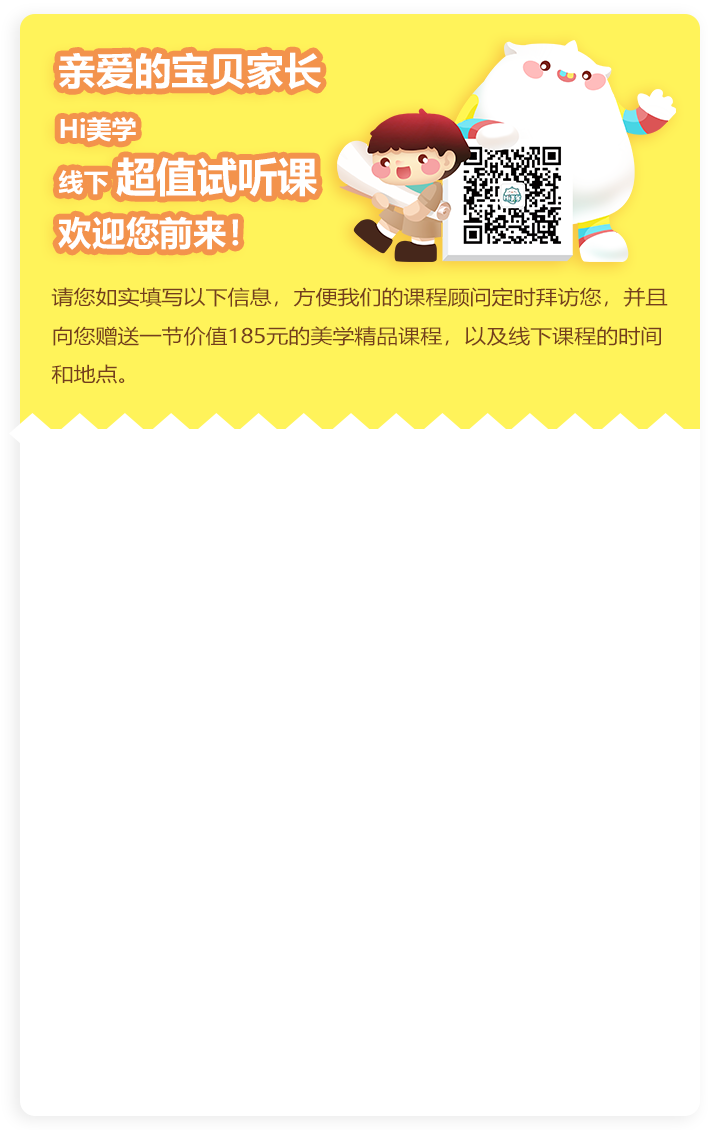 亲爱的宝贝家长
Hi美学
线下 超值试听课
欢迎您前来！
请您如实填写以下信息，方便我们的课程顾问定时拜访您，并且
向您赠送一节价值185元的美学精品课程，以及线下课程的时间
和地点。